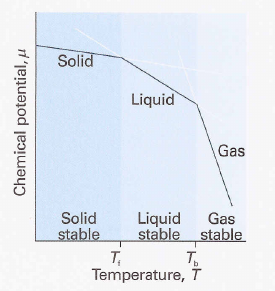 Chemical potential, μ
Solid
Liquid
Gas
Solid stable
Liquid stable
Gas stable
T_f
T_b
Temperature, T